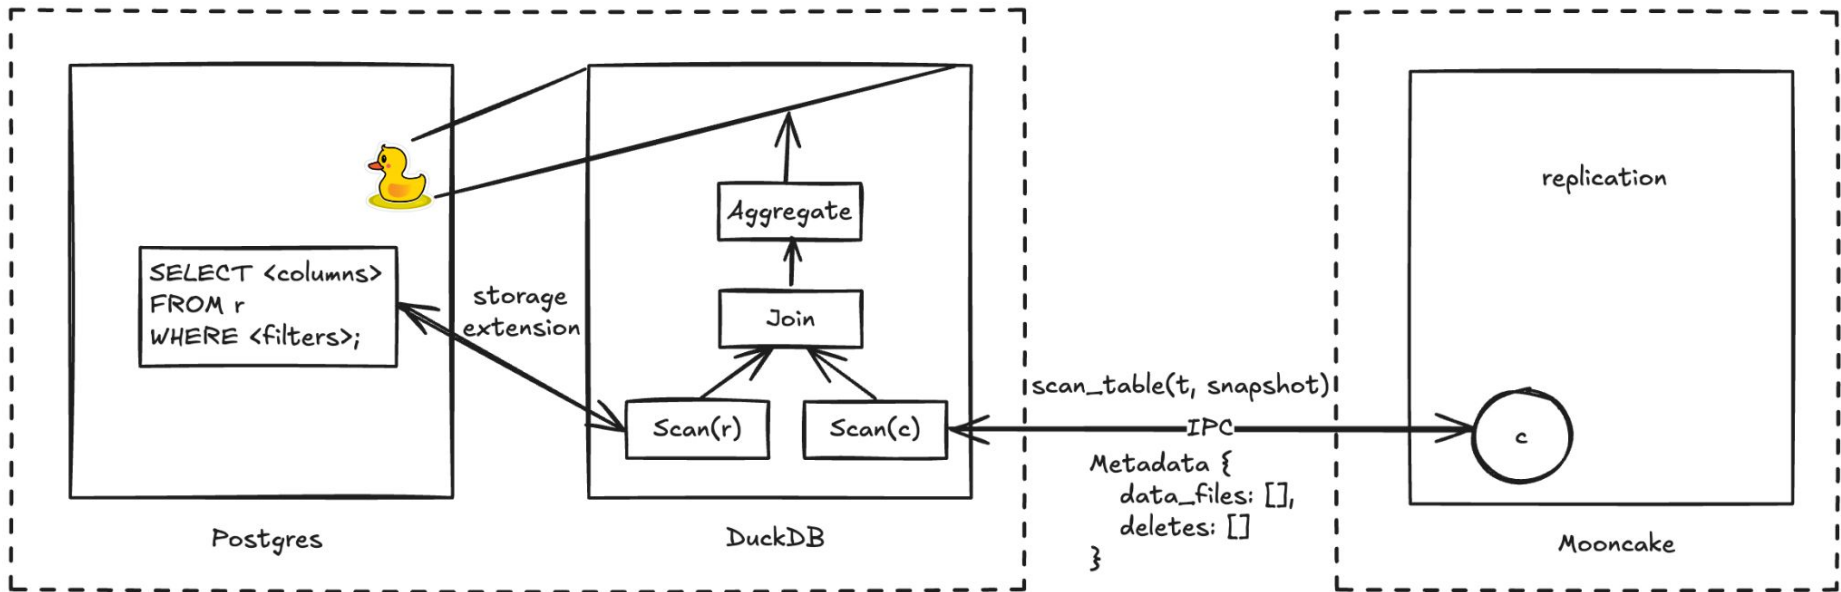 SELECT <columns>
FROM r
WHERE <filters>;
Postgres
storage
extension
Aggregate
Join
Scan(r)
Scan(c)
DuckDB
scan_table(t, snapshot)
IPC
Metadata {
data_files: [],
deletes: []
}
replication
c
Mooncake